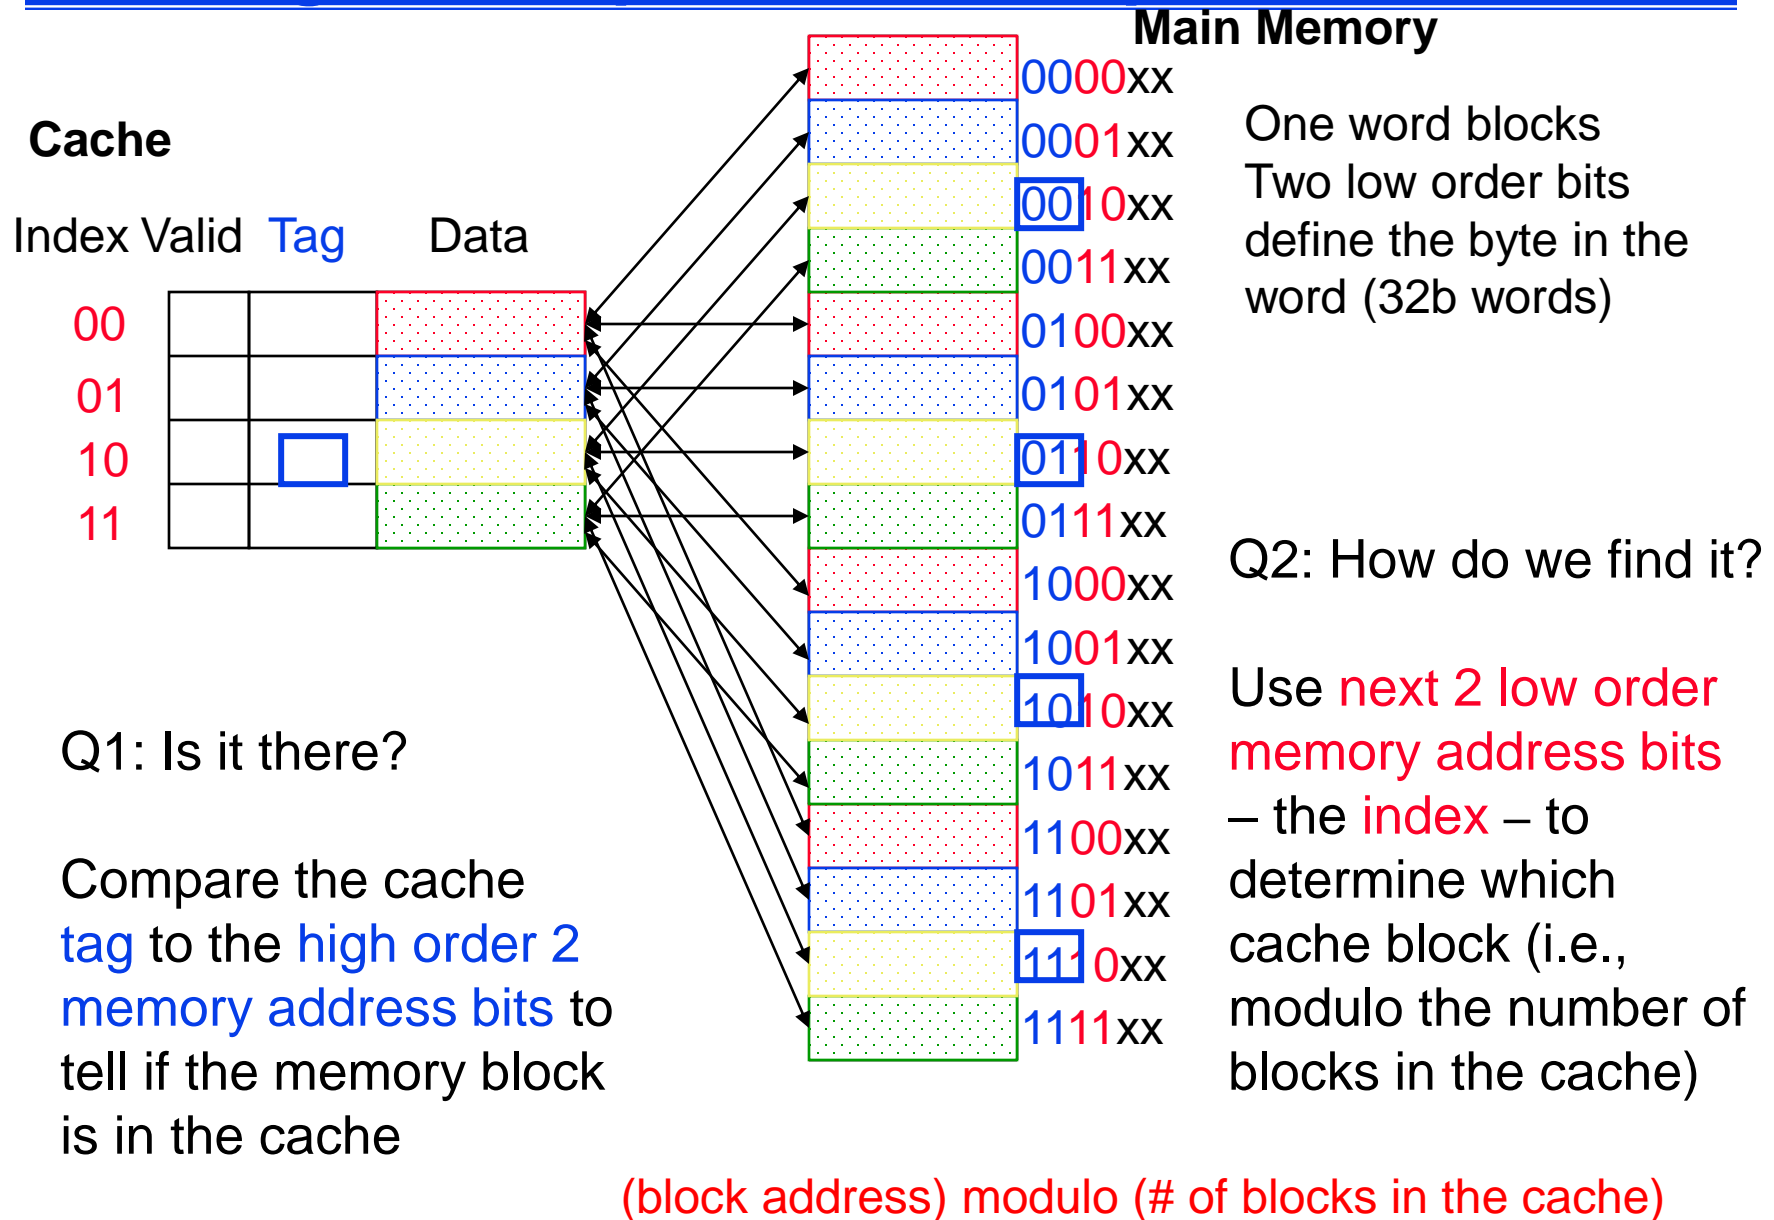 Main Memory
Cache
Index Valid Tag Data
00
01
10
11
0000xx
0001xx
0010xx
0011xx
0100xx
0101xx
0110xx
0111xx
1000xx
1001xx
1010xx
1011xx
1100xx
1101xx
1110xx
1111xx
One word blocks
Two low order bits
define the byte in the
word (32b words)
Q1: Is it there?
Compare the cache
tag to the high order 2
memory address bits to
tell if the memory block
is in the cache
Q2: How do we find it?
Use next 2 low order
memory address bits
– the index – to
determine which
cache block (i.e.,
modulo the number of
blocks in the cache)
(block address) modulo (# of blocks in the cache)